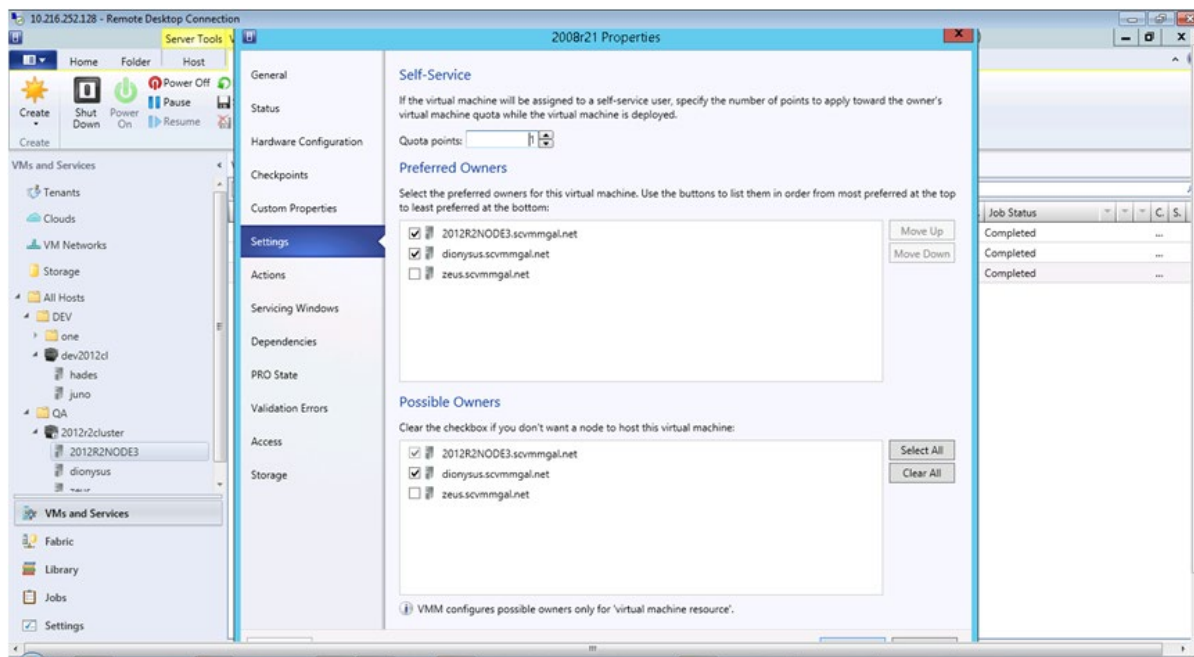 10.216.252.128 - Remote Desktop Connection
Server Tools
2008r21 Properties
Home Folder Host
Create
Shut Down
Power On
Power Off
Pause
Resume
Create
VMs and Services
Tenants
Clouds
VM Networks
Storage
All Hosts
DEV
one
dev2012cl
hades
juno
QA
2012r2cluster
2012R2NODE3
dionysus
VMs and Services
Fabric
Library
Jobs
Settings
General
Status
Hardware Configuration
Checkpoints
Custom Properties
Settings
Actions
Servicing Windows
Dependencies
PRO State
Validation Errors
Access
Storage
Self-Service
If the virtual machine will be assigned to a self-service user, specify the number of points to apply toward the owner's
virtual machine quota while the virtual machine is deployed.
Quota points: 1
Preferred Owners
Select the preferred owners for this virtual machine. Use the buttons to list them in order from most preferred at the top
to least preferred at the bottom:
2012R2NODE3.scvmmgal.net
dionysus.scvmmgal.net
zeus.scvmmgal.net
Move Up
Move Down
Possible Owners
Clear the checkbox if you don't want a node to host this virtual machine:
2012R2NODE3.scvmmgal.net
dionysus.scvmmgal.net
zeus.scvmmgal.net
Select All
Clear All
VMM configures possible owners only for 'virtual machine resource'.
Job Status C. S.
Completed ...
Completed ...
Completed ...